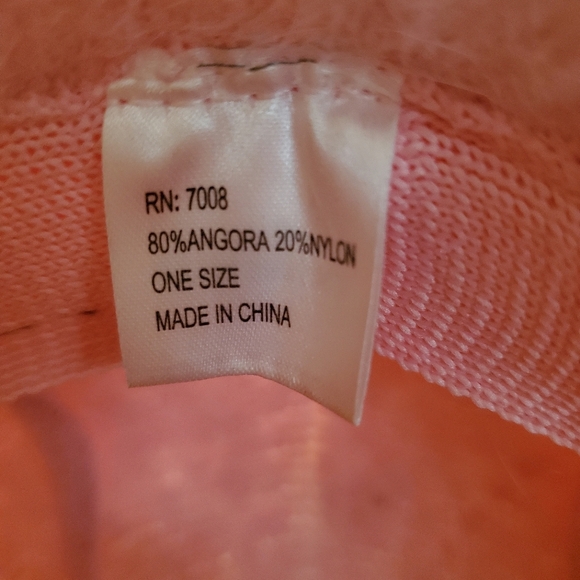 RN: 7008
80%ANGORA 20%NYLON
ONE SIZE
MADE IN CHINA